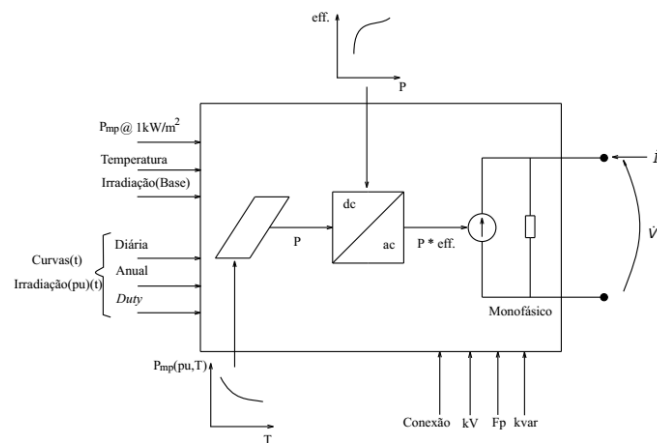 eff.
P
Pmp@ 1kW/m²
Temperatura
Irradiação(Base)
Curvas(t)
Irradiação(pu)(t)
Diária
Anual
Duty
P
dc
ac
P * eff.
Monofásico
İ
V̇
Pmp(pu,T)
T
Conexão
kV
Fp
kvar